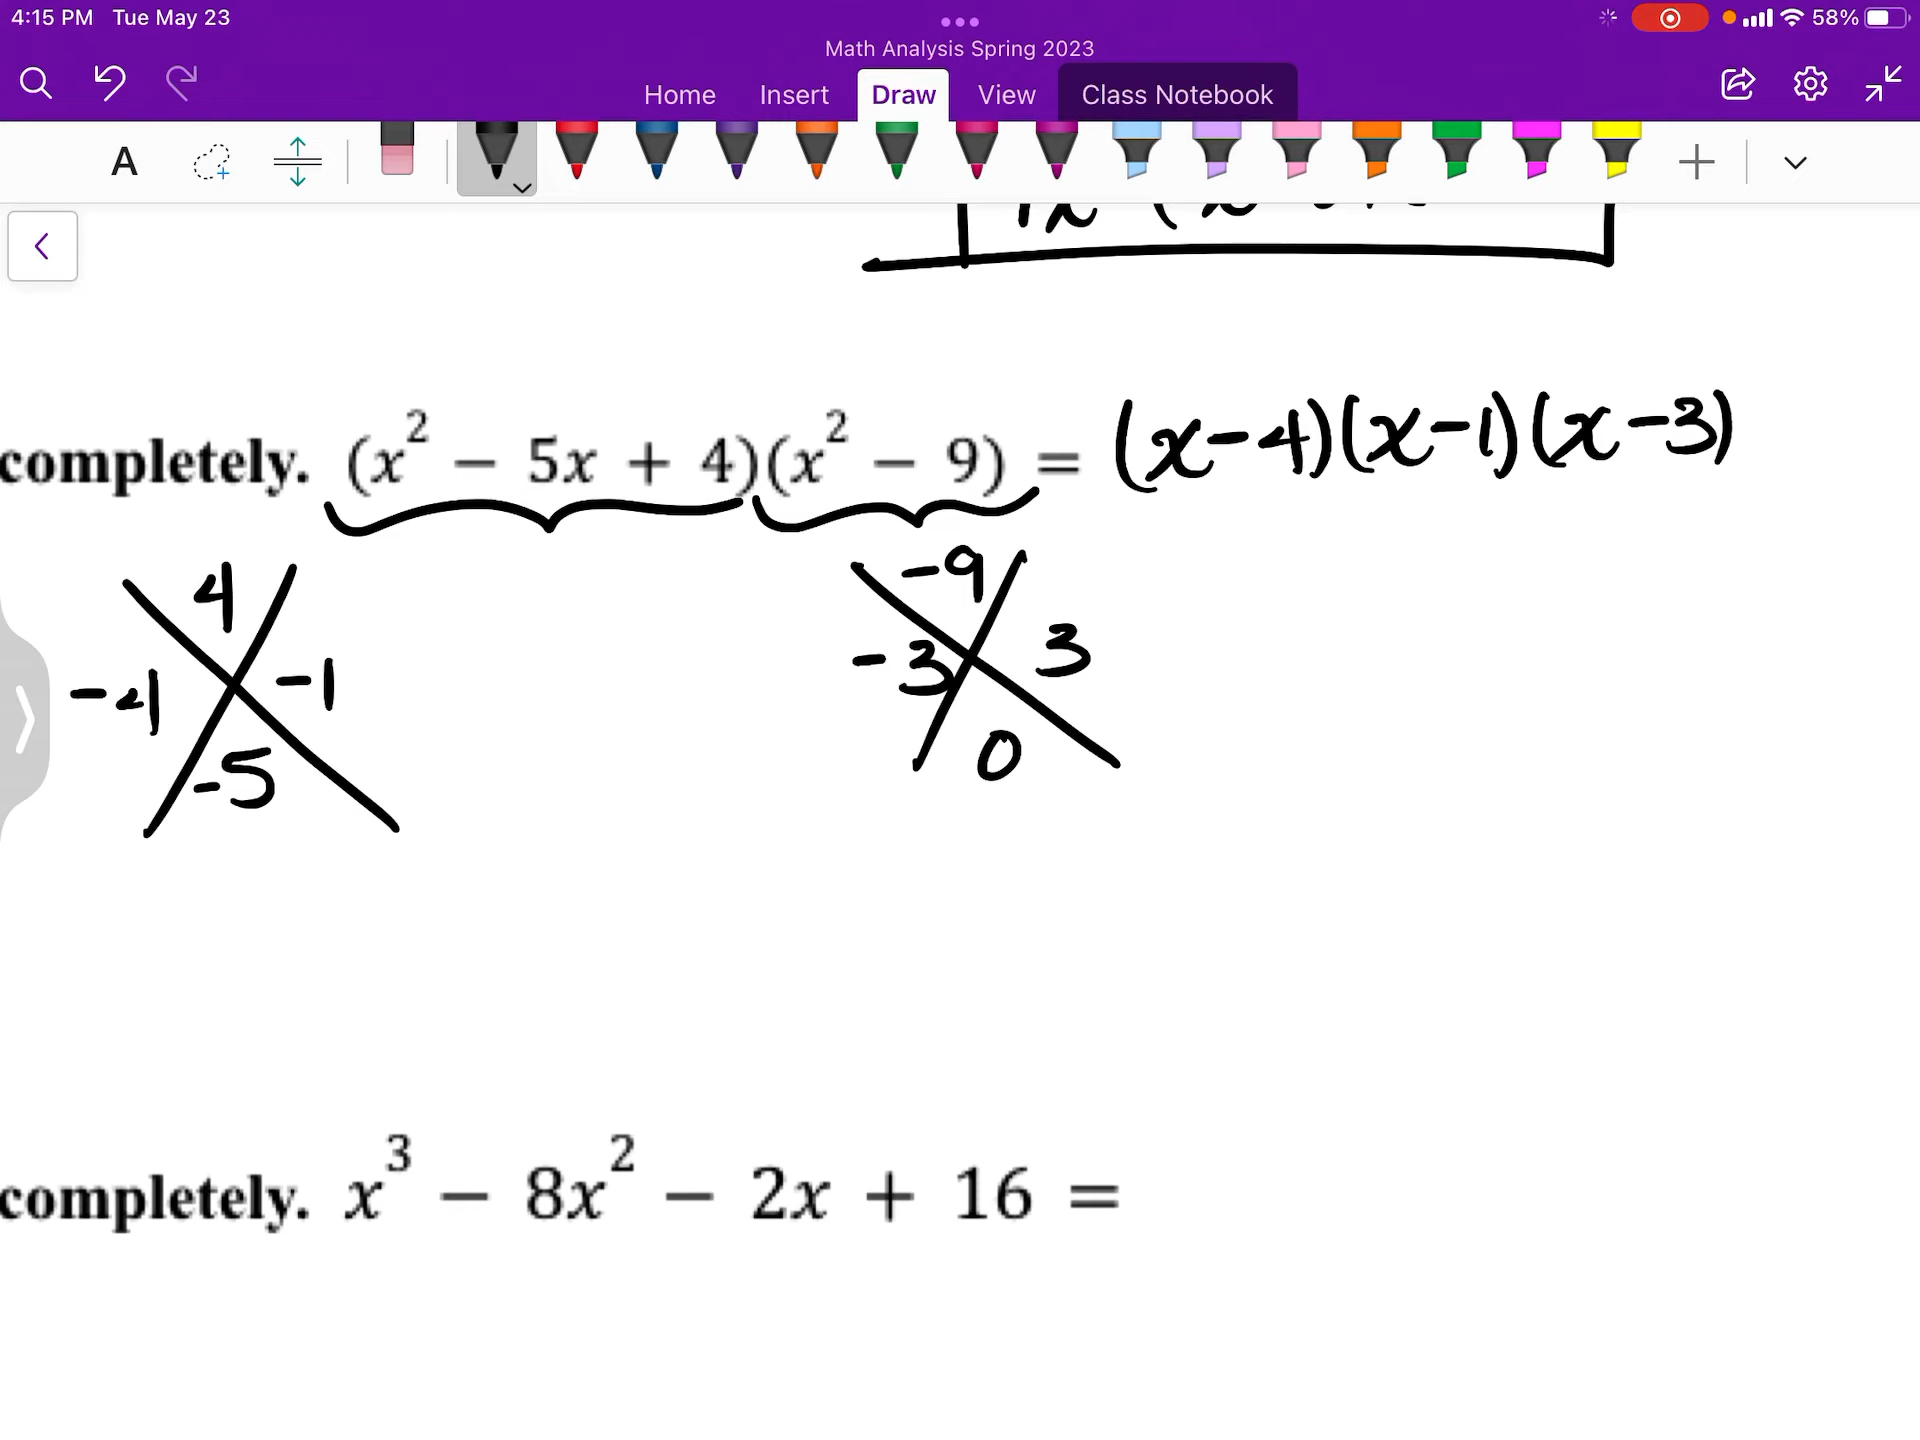 4:15 PM Tue May 23
58%
Math Analysis Spring 2023
Home Insert Draw View Class Notebook
A
completely. (x² − 5x + 4)(x² − 9) = (x-4)(x-1)(x-3)
4
-9
-4 -1
-3 3
-5
0
completely. x³ − 8x² − 2x + 16 =